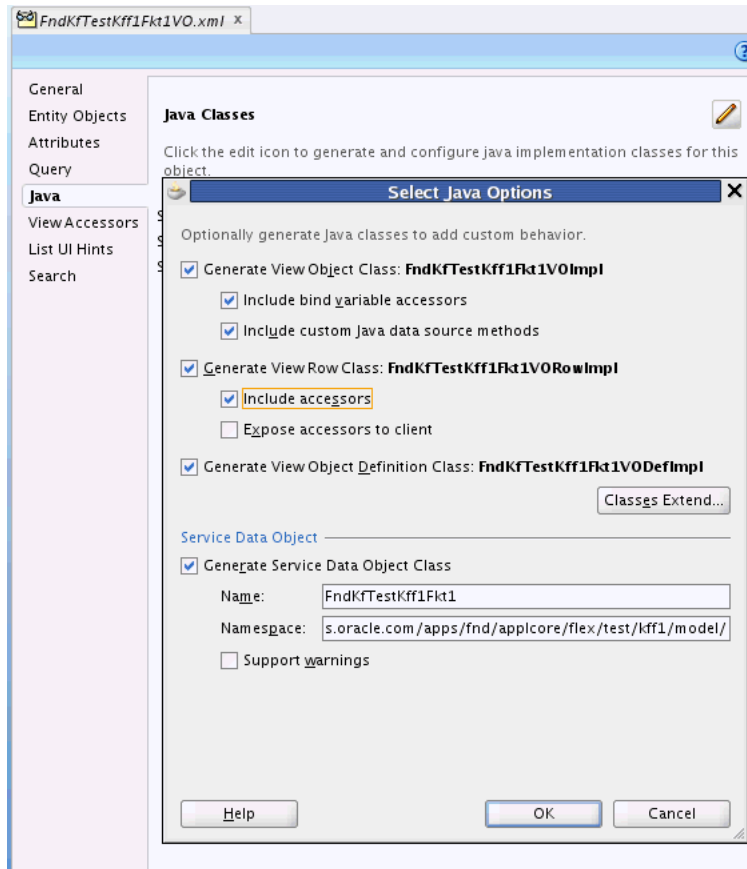 FndKfTestKff1Fkt1VO.xml x
General
Entity Objects
Attributes
Query
Java
View Accessors
List UI Hints
Search
Java Classes
Click the edit icon to generate and configure java implementation classes for this
object.
Select Java Options
Optionally generate Java classes to add custom behavior.
Generate View Object Class: FndKfTestKff1Fkt1VOImpl
Include bind variable accessors
Include custom Java data source methods
Generate View Row Class: FndKfTestKff1Fkt1VORowImpl
Include accessors
Expose accessors to client
Generate View Object Definition Class: FndKfTestKff1Fkt1VODefImpl
Classes Extend...
Service Data Object
Generate Service Data Object Class
Name: FndKfTestKff1Fkt1
Namespace: s.oracle.com/apps/fnd/applcore/flex/test/kff1/model/
Support warnings
Help OK Cancel